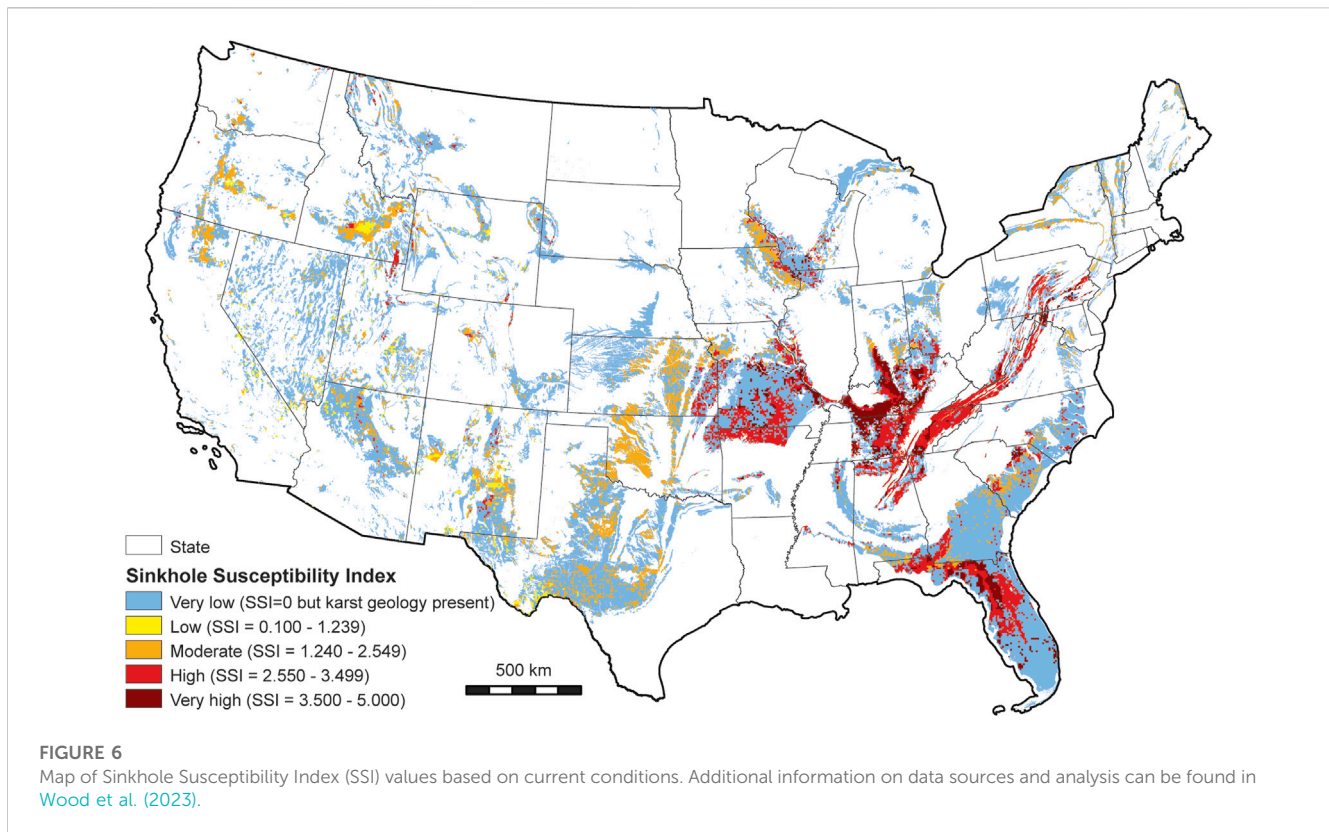 State
Sinkhole Susceptibility Index
Very low (SSI=0 but karst geology present)
Low (SSI = 0.100 - 1.239)
Moderate (SSI = 1.240 - 2.549)
High (SSI = 2.550 - 3.499)
Very high (SSI = 3.500 - 5.000)
500 km
FIGURE 6
Map of Sinkhole Susceptibility Index (SSI) values based on current conditions. Additional information on data sources and analysis can be found in
Wood et al. (2023).